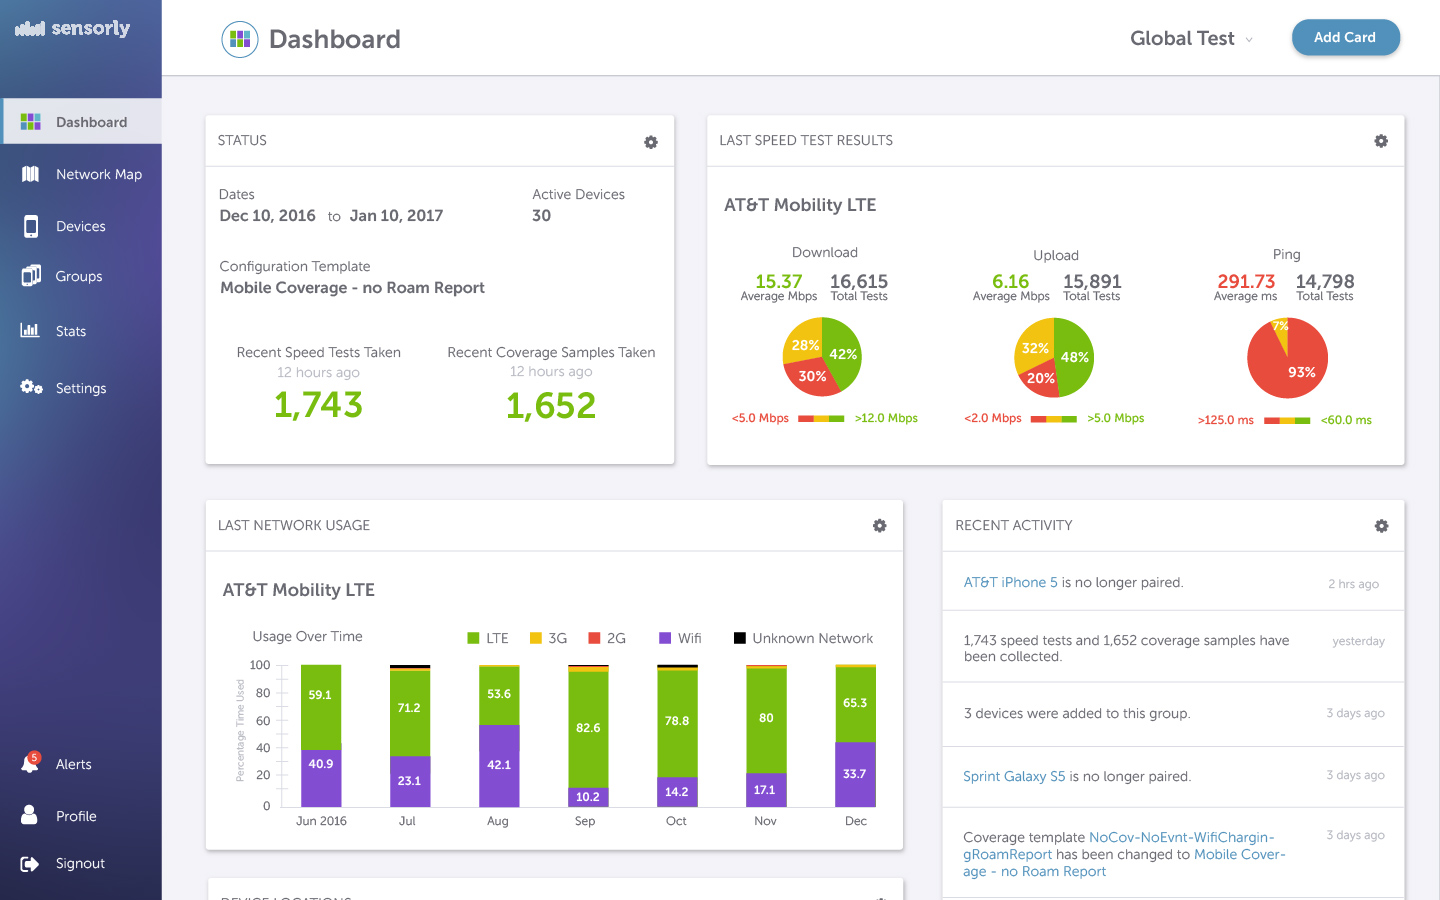 sensorly
Dashboard
Global Test
Add Card
Dashboard
Network Map
Devices
Groups
Stats
Settings
5
Alerts
Profile
Signout
STATUS
Dates
Dec 10, 2016 to Jan 10, 2017
Active Devices
30
Configuration Template
Mobile Coverage - no Roam Report
Recent Speed Tests Taken
12 hours ago
1,743
Recent Coverage Samples Taken
12 hours ago
1,652
LAST SPEED TEST RESULTS
AT&T Mobility LTE
Download
15.37 16,615
Average Mbps Total Tests
28%
42%
30%
<5.0 Mbps >12.0 Mbps
Upload
6.16 15,891
Average Mbps Total Tests
32%
48%
20%
<2.0 Mbps >5.0 Mbps
Ping
291.73 14,798
Average ms Total Tests
7%
93%
>125.0 ms <60.0 ms
LAST NETWORK USAGE
AT&T Mobility LTE
Usage Over Time
LTE 3G 2G Wifi Unknown Network
Percentage Time Used
100
80
60
40
20
0
59.1 71.2 53.6 82.6 78.8 80 65.3
40.9 23.1 42.1 10.2 14.2 17.1 33.7
Jun 2016 Jul Aug Sep Oct Nov Dec
RECENT ACTIVITY
AT&T iPhone 5 is no longer paired.
2 hrs ago
1,743 speed tests and 1,652 coverage samples have
been collected.
yesterday
3 devices were added to this group.
3 days ago
Sprint Galaxy S5 is no longer paired.
3 days ago
Coverage template NoCov-NoEvnt-WifiChargin-
gRoamReport has been changed to Mobile Cover-
age - no Roam Report
3 days ago
DEVICE LOCATIONS